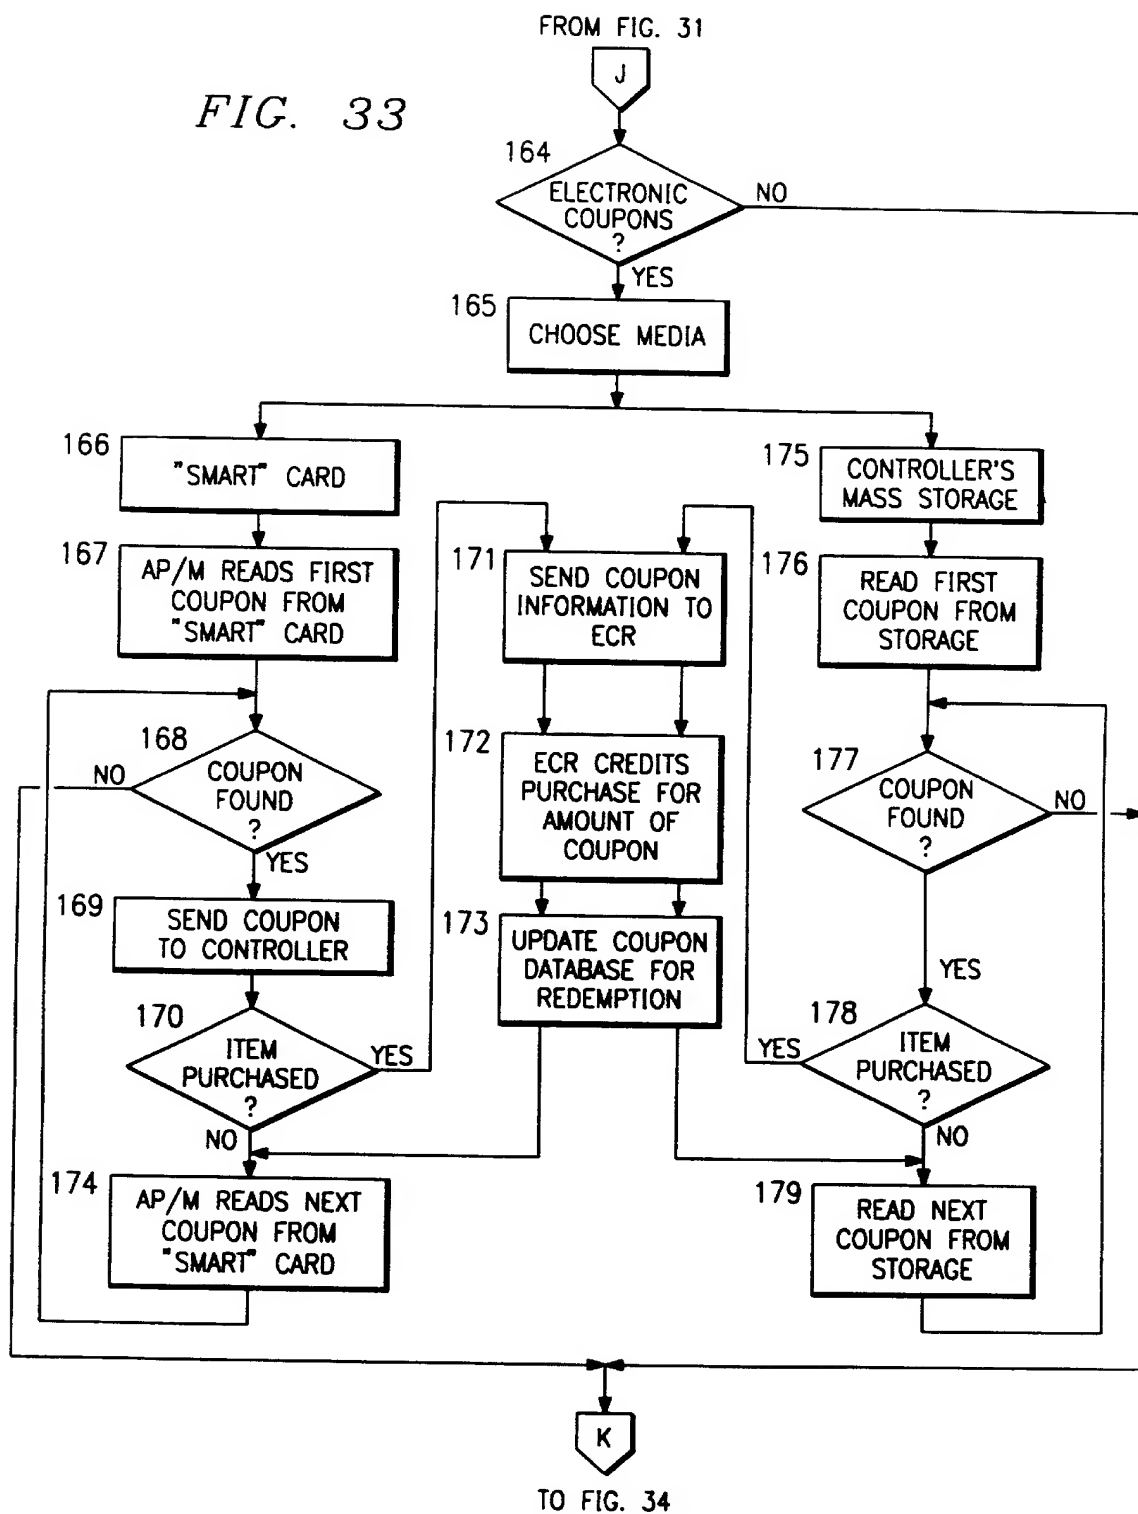 FROM FIG. 31
J
FIG. 33
164
ELECTRONIC
COUPONS
?
NO
YES
165
CHOOSE MEDIA
166
"SMART" CARD
167
AP/M READS FIRST
COUPON FROM
"SMART" CARD
168
COUPON
FOUND
?
NO
YES
169
SEND COUPON
TO CONTROLLER
170
ITEM
PURCHASED
?
YES
NO
174
AP/M READS NEXT
COUPON FROM
"SMART" CARD
171
SEND COUPON
INFORMATION TO
ECR
172
ECR CREDITS
PURCHASE FOR
AMOUNT OF
COUPON
173
UPDATE COUPON
DATABASE FOR
REDEMPTION
175
CONTROLLER'S
MASS STORAGE
176
READ FIRST
COUPON FROM
STORAGE
177
COUPON
FOUND
?
NO
YES
178
ITEM
PURCHASED
?
YES
NO
179
READ NEXT
COUPON FROM
STORAGE
K
TO FIG. 34